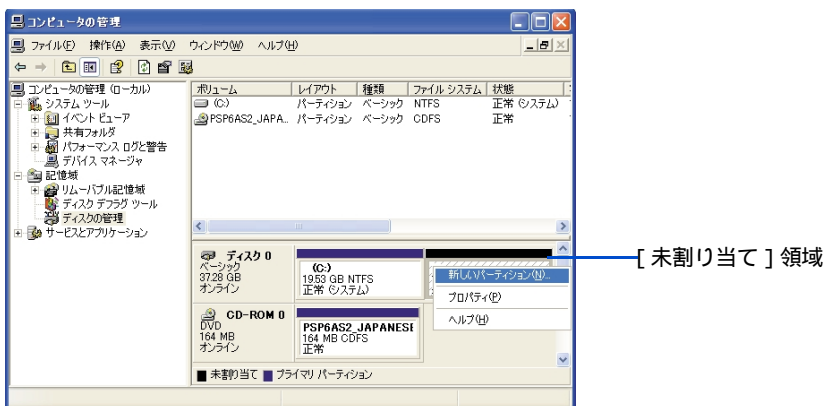 コンピュータの管理
ファイル(F) 操作(A) 表示(V) ウィンドウ(W) ヘルプ(H)
コンピュータの管理 (ローカル)
システム ツール
イベント ビューア
共有フォルダ
パフォーマンス ログと警告
デバイス マネージャ
記憶域
リムーバブル記憶域
ディスク デフラグ ツール
ディスクの管理
サービスとアプリケーション
ボリューム レイアウト 種類 ファイル システム 状態
(C:) パーティション ベーシック NTFS 正常 (システム)
PSP6AS2_JAPA... パーティション ベーシック CDFS 正常
ディスク 0
ベーシック
37.28 GB
オンライン
(C:)
19.53 GB NTFS
正常 (システム)
新しいパーティション(N)...
プロパティ(P)
ヘルプ(H)
[ 未割り当て ] 領域
CD-ROM 0
DVD
164 MB
オンライン
PSP6AS2_JAPANESE
164 MB CDFS
正常
未割り当て プライマリ パーティション